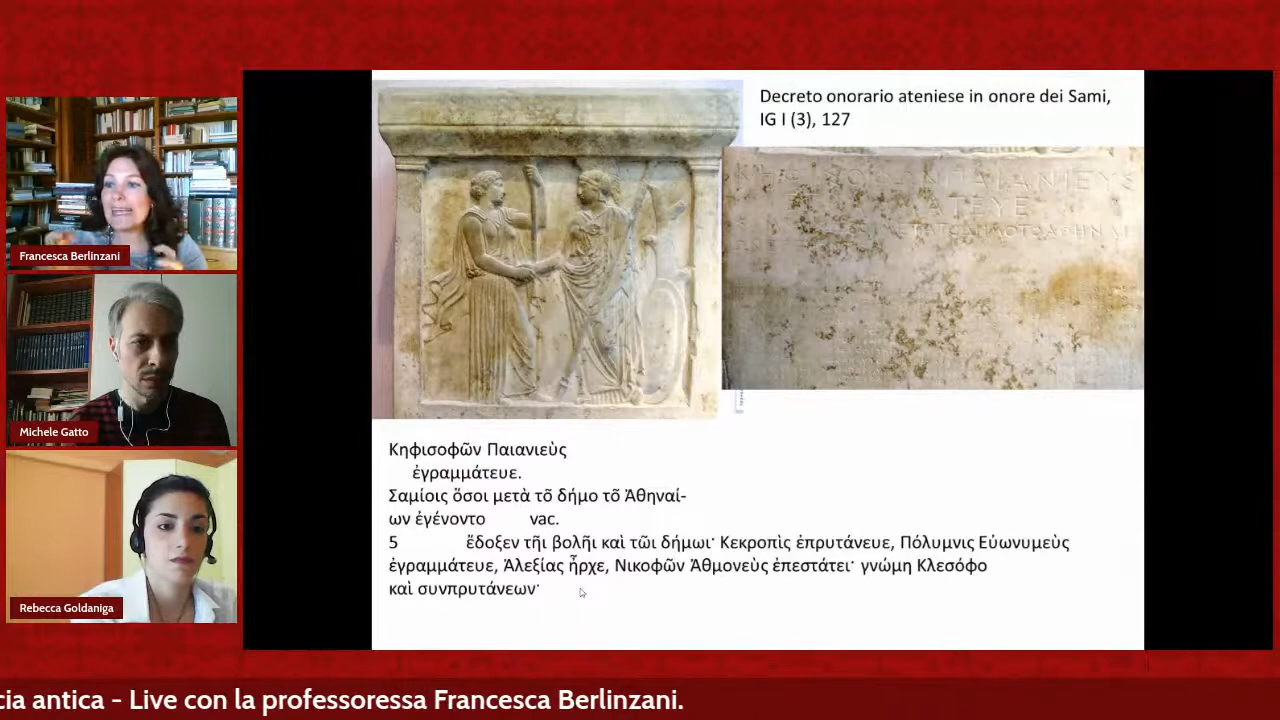 Decreto onorario ateniese in onore dei Sami,
IG I (3), 127
ΑΤΕΥΕ
Francesca Berlinzani
Michele Gatto
Rebecca Goldaniga
Κηφισοφῶν Παιανιεὺς
ἐγραμμάτευε.
Σαμίοις ὅσοι μετὰ τõ δήμο τõ Ἀθηναί-
ων ἐγένοντο vac.
5 ἔδοξεν τῆι βολῆι καὶ τῶι δήμωι· Κεκροπὶς ἐπρυτάνευε, Πόλυμνις Εὐωνυμεὺς
ἐγραμμάτευε, Ἀλεξίας ἦρχε, Νικοφῶν Ἀθμονεὺς ἐπεστάτει· γνώμη Κλεσόφο
καὶ συνπρυτάνεων·
cia antica - Live con la professoressa Francesca Berlinzani.